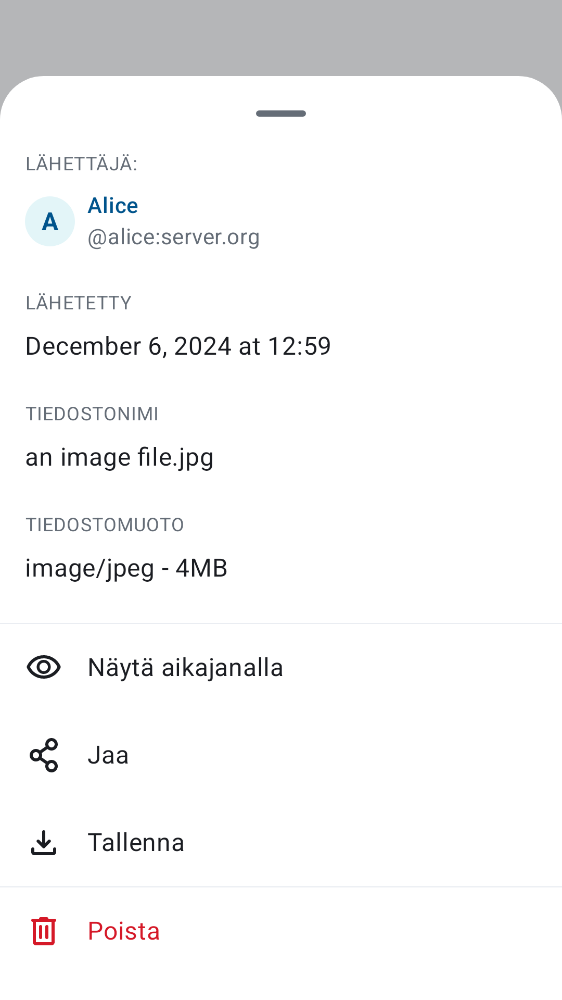 LÄHETTÄJÄ:
A
Alice
@alice:server.org
LÄHETETTY
December 6, 2024 at 12:59
TIEDOSTONIMI
an image file.jpg
TIEDOSTOMUOTO
image/jpeg - 4MB
Näytä aikajanalla
Jaa
Tallenna
Poista